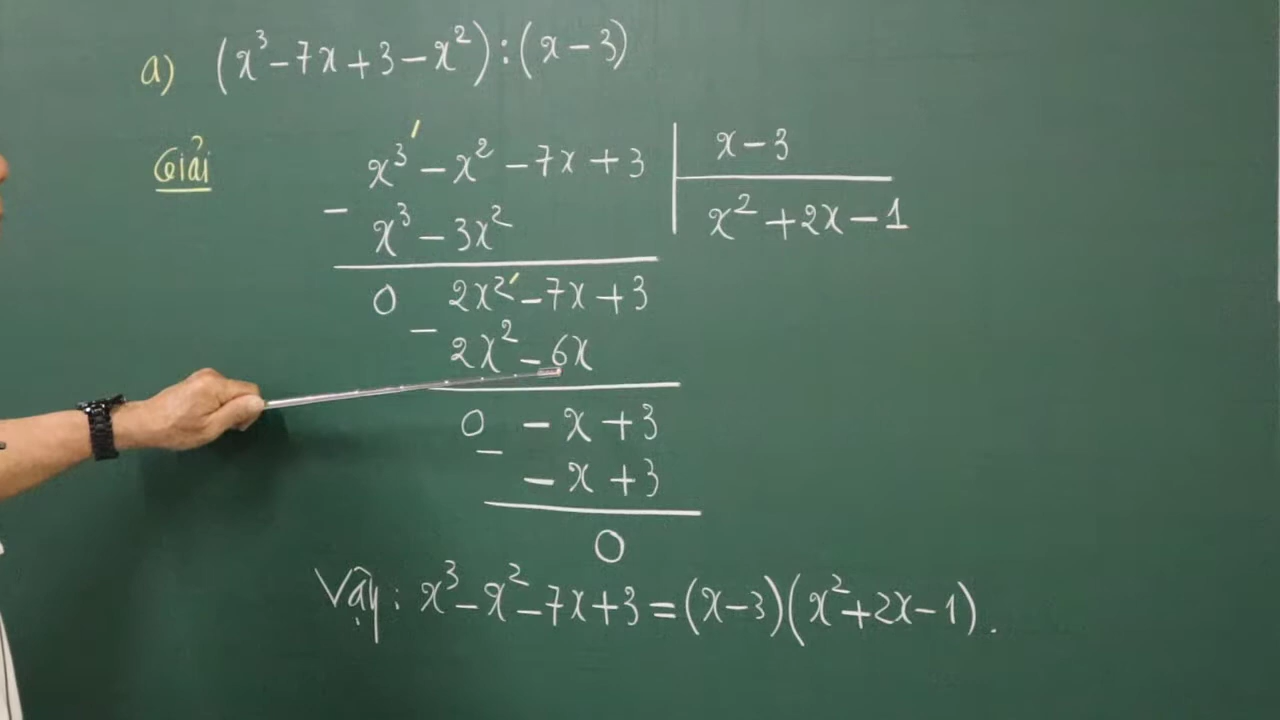 a) (x³ – 7x + 3 – x²) : (x – 3)
Giải
x³ – x² – 7x + 3 | x – 3
– x³ – 3x² | x² + 2x – 1
0 2x² – 7x + 3
– 2x² – 6x
0 – x + 3
– – x + 3
0
Vậy: x³ – x² – 7x + 3 = (x – 3)(x² + 2x – 1).